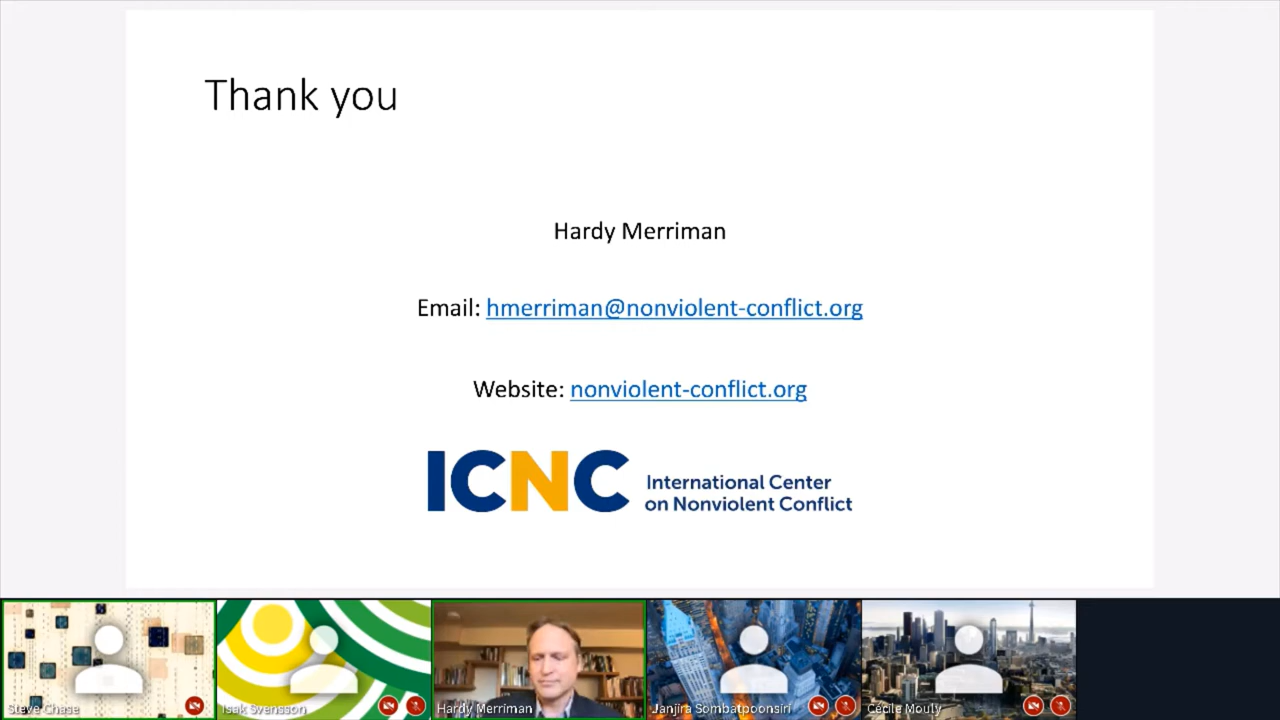 Thank you
Hardy Merriman
Email: hmerriman@nonviolent-conflict.org
Website: nonviolent-conflict.org
ICNC International Center
on Nonviolent Conflict
Steve Chase
Isak Svensson
Hardy Merriman
Janjira Sombatpoonsiri
Cécile Mouly